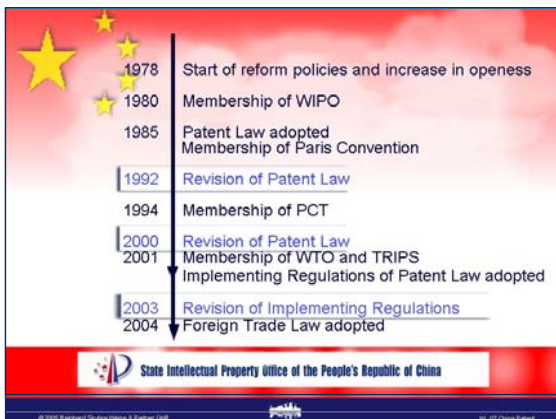 1978 Start of reform policies and increase in openness
1980 Membership of WIPO
1985 Patent Law adopted
Membership of Paris Convention
1992 Revision of Patent Law
1994 Membership of PCT
2000 Revision of Patent Law
2001 Membership of WTO and TRIPS
Implementing Regulations of Patent Law adopted
2003 Revision of Implementing Regulations
2004 Foreign Trade Law adopted
State Intellectual Property Office of the People's Republic of China